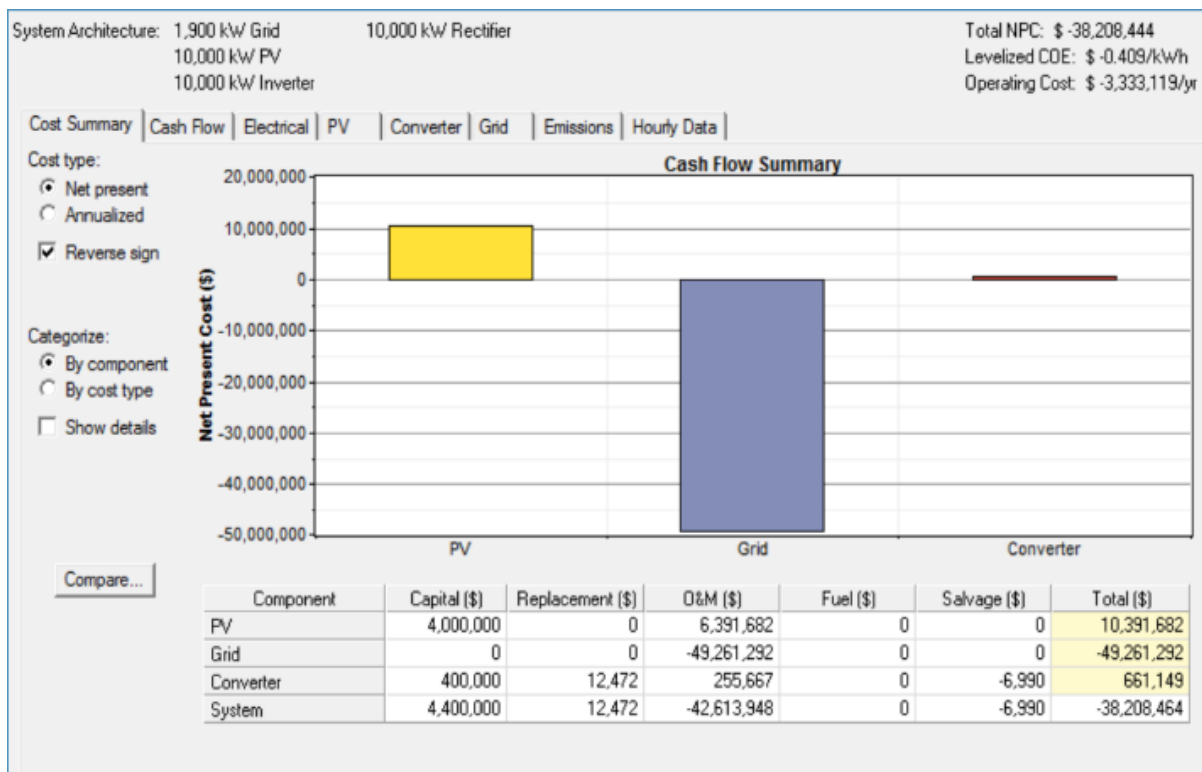 System Architecture: 1,900 kW Grid 10,000 kW Rectifier Total NPC: $ -38,208,444
10,000 kW PV Levelized COE: $ -0.409/kWh
10,000 kW Inverter Operating Cost: $ -3,333,119/yr
Cost Summary Cash Flow Electrical PV Converter Grid Emissions Hourly Data
Cost type:
Net present
Annualized
Reverse sign
Categorize:
By component
By cost type
Show details
Compare...
Cash Flow Summary
Net Present Cost ($)
20,000,000
10,000,000
0
-10,000,000
-20,000,000
-30,000,000
-40,000,000
-50,000,000
PV Grid Converter
Component Capital ($) Replacement ($) O&M ($) Fuel ($) Salvage ($) Total ($)
PV 4,000,000 0 6,391,682 0 0 10,391,682
Grid 0 0 -49,261,292 0 0 -49,261,292
Converter 400,000 12,472 255,667 0 -6,990 661,149
System 4,400,000 12,472 -42,613,948 0 -6,990 -38,208,464